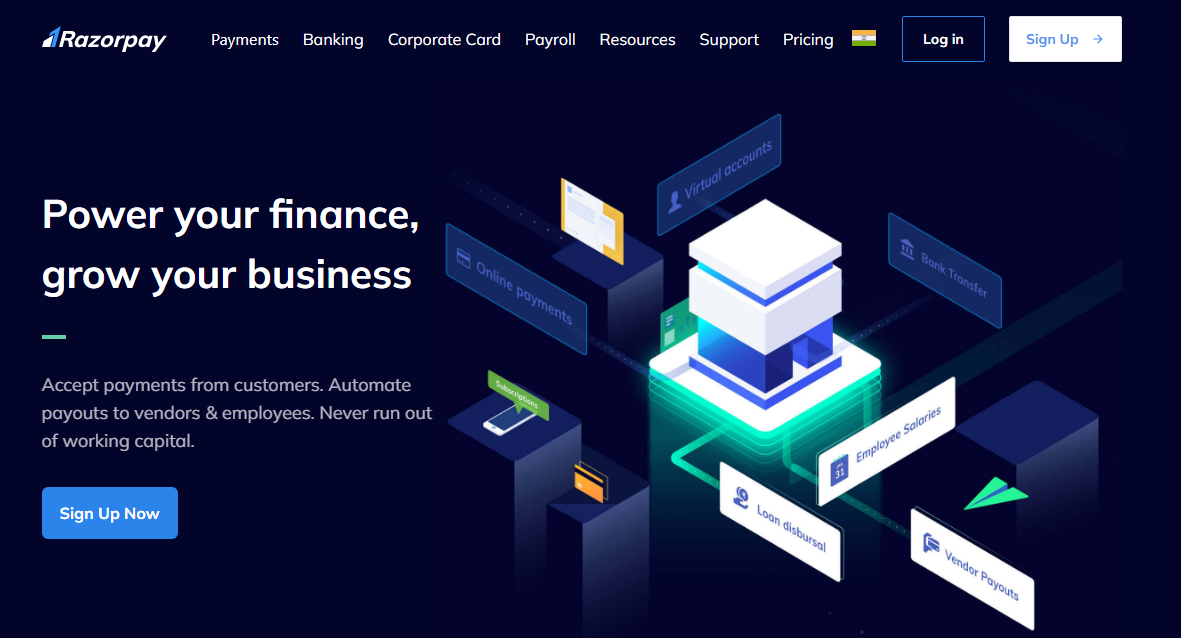 Razorpay
Payments
Banking
Corporate Card
Payroll
Resources
Support
Pricing
Log in
Sign Up
Power your finance,
grow your business
Accept payments from customers. Automate
payouts to vendors & employees. Never run out
of working capital.
Sign Up Now
Virtual accounts
Online payments
Bank Transfer
Subscriptions
Employee Salaries
31
Loan disbursal
Vendor Payouts